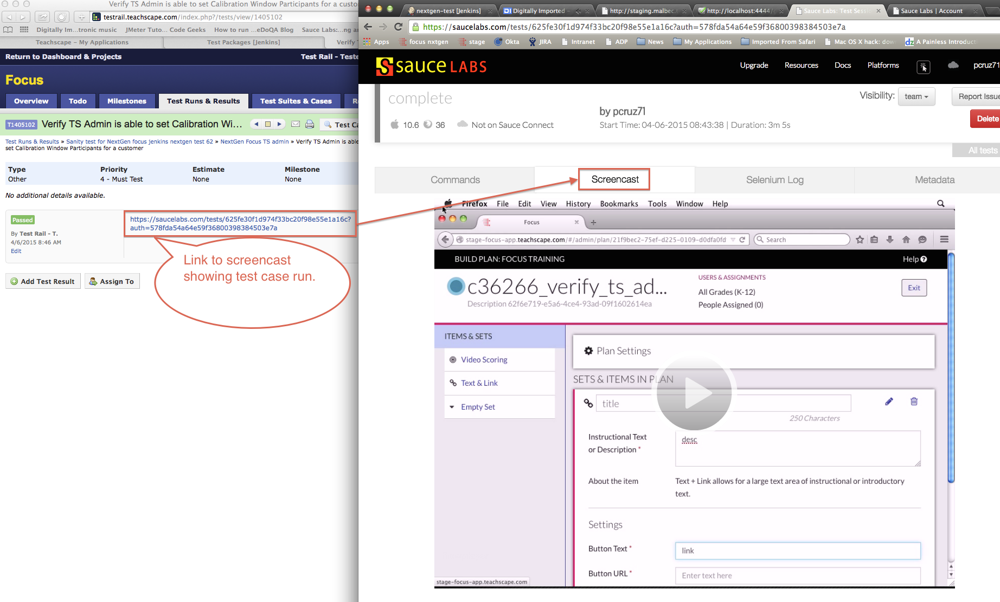 Verify TS Admin is able to set Calibration Window Participants for a custo
testrail.teachscape.com/index.php?/tests/view/1405102
Digitally Im...tronic music JMeter Tuto... Code Geeks How to run ...eDoQA Blog Sauce Labs:...ng a
Teachscape – My Applications Test Packages [Jenkins] Verify
Return to Dashboard & Projects Test Rail - Teste
Focus
Overview Todo Milestones Test Runs & Results Test Suites & Cases R
T1405102 Verify TS Admin is able to set Calibration Wi... Test Ca
Test Runs & Results » Sanity test for NextGen focus jenkins nextgen test 62 » NextGen Focus TS admin » Verify TS Admin is able
set Calibration Window Participants for a customer
Type Priority Estimate Milestone
Other 4 - Must Test None None
No additional details available.
Passed
By Test Rail - T.
4/6/2015 8:46 AM
Edit
https://saucelabs.com/tests/625fe30f1d974f33bc20f98e55e1a16c?
auth=578fda54a64e59f36800398384503e7a
Add Test Result Assign To
Link to screencast
showing test case run.
nextgen-test [Jenkins] DI Digitally Imported - http://staging.malbec.t http://localhost:4444/ Sauce Labs: Test Sessi Sauce Labs | Account
https://saucelabs.com/tests/625fe30f1d974f33bc20f98e55e1a16c?auth=578fda54a64e59f36800398384503e7a
Apps focus nxtgen stage Okta JIRA Intranet ADP News My Applications Imported From Safari Mac OS X hack: dow dz A Painless Introduct
SAUCE LABS
Upgrade Resources Docs Platforms pcruz71
complete
Visibility: team Report Issue
by pcruz71
Delete
10.6 36 Not on Sauce Connect
Start Time: 04-06-2015 08:43:38 | Duration: 3m 5s
All tests
Commands Screencast Selenium Log Metadata
Firefox File Edit View History Bookmarks Tools Window Help
Focus
stage-focus-app.teachscape.com/#/admin/plan/21f9bec2-75ef-d225-0109-d0dfa0fd Search
BUILD PLAN: FOCUS TRAINING Help
c36266_verify_ts_ad...
Description 62f6e719-e5a6-4ce4-93ad-09f1602614ea
USERS & ASSIGNMENTS
All Grades (K-12)
People Assigned (0)
Exit
ITEMS & SETS
Video Scoring
Text & Link
Empty Set
Plan Settings
SETS & ITEMS IN PLAN
title
250 Characters
Instructional Text
or Description *
desc
About the item
Text + Link allows for a large text area of instructional or introductory
text.
Settings
Button Text *
link
Button URL *
Enter text here
stage-focus-app.teachscape.com